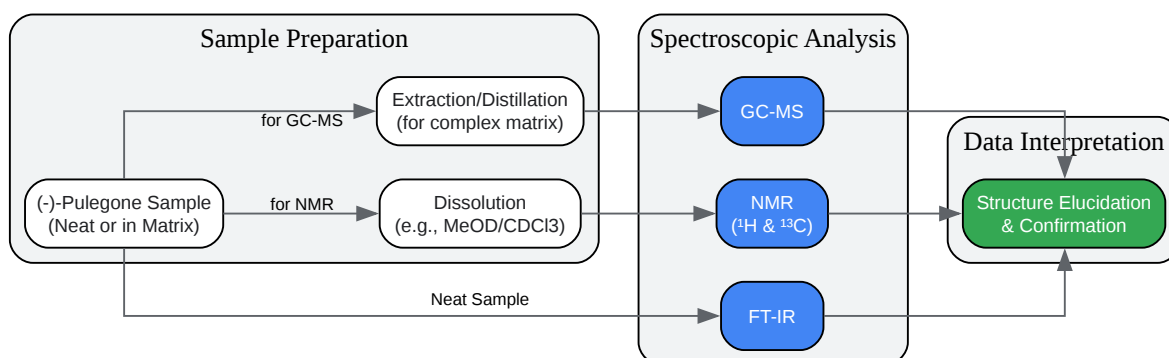 Sample Preparation
Spectroscopic Analysis
Extraction/Distillation
(for complex matrix)
GC-MS
for GC-MS
Data Interpretation
(-)-Pulegone Sample
(Neat or in Matrix)
for NMR
Dissolution
(e.g., MeOD/CDCl3)
NMR
(¹H & ¹³C)
Structure Elucidation
& Confirmation
Neat Sample
FT-IR